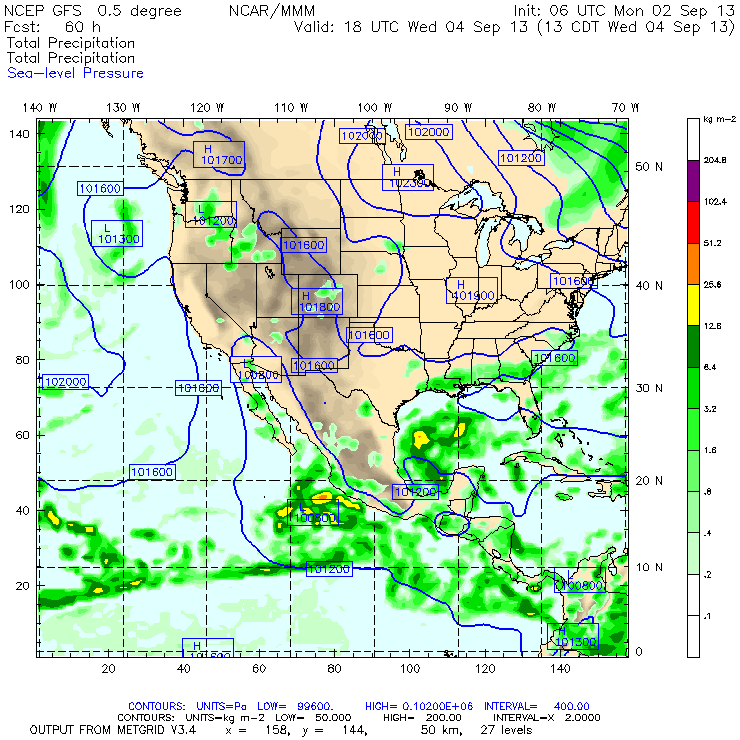 NCEP GFS 0.5 degree NCAR/MMM Init: 06 UTC Mon 02 Sep 13
Fcst: 60 h Valid: 18 UTC Wed 04 Sep 13 (13 CDT Wed 04 Sep 13)
Total Precipitation
Total Precipitation
Sea-level Pressure
140 W 130 W 120 W 110 W 100 W 90 W 80 W 70 W
kg m-2
140
102000 102000
H
101700
101200
50 N
204.8
H
102300
101600
102.4
120
L
101200
L
101300
101600
51.2
100
40 N
101600
H
101900
25.6
H
101800
80
101600
12.8
101600
101600
100800
102000
101600
30 N
6.4
3.2
60
1.6
101600
20 N
101200
.8
40
100800
.4
101200
10 N
.2
20
100800
.1
H
101300
H
0
20 40 60 80 100 120 140
CONTOURS: UNITS=Pa LOW= 99600. HIGH= 0.10200E+06 INTERVAL= 400.00
CONTOURS: UNITS=kg m-2 LOW= 50.000 HIGH= 200.00 INTERVAL=X 2.0000
OUTPUT FROM METGRID V3.4 x = 158, y = 144, 50 km, 27 levels